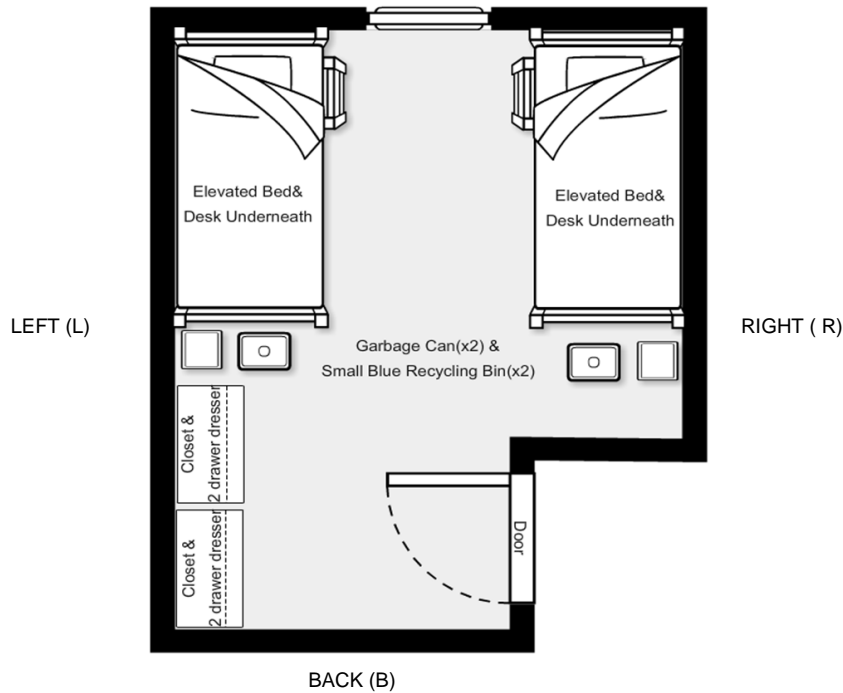 Elevated Bed&
Desk Underneath
Elevated Bed&
Desk Underneath
LEFT (L)
RIGHT ( R)
Garbage Can(x2) &
Small Blue Recycling Bin(x2)
Closet &
2 drawer dresser
Closet &
2 drawer dresser
Door
BACK (B)